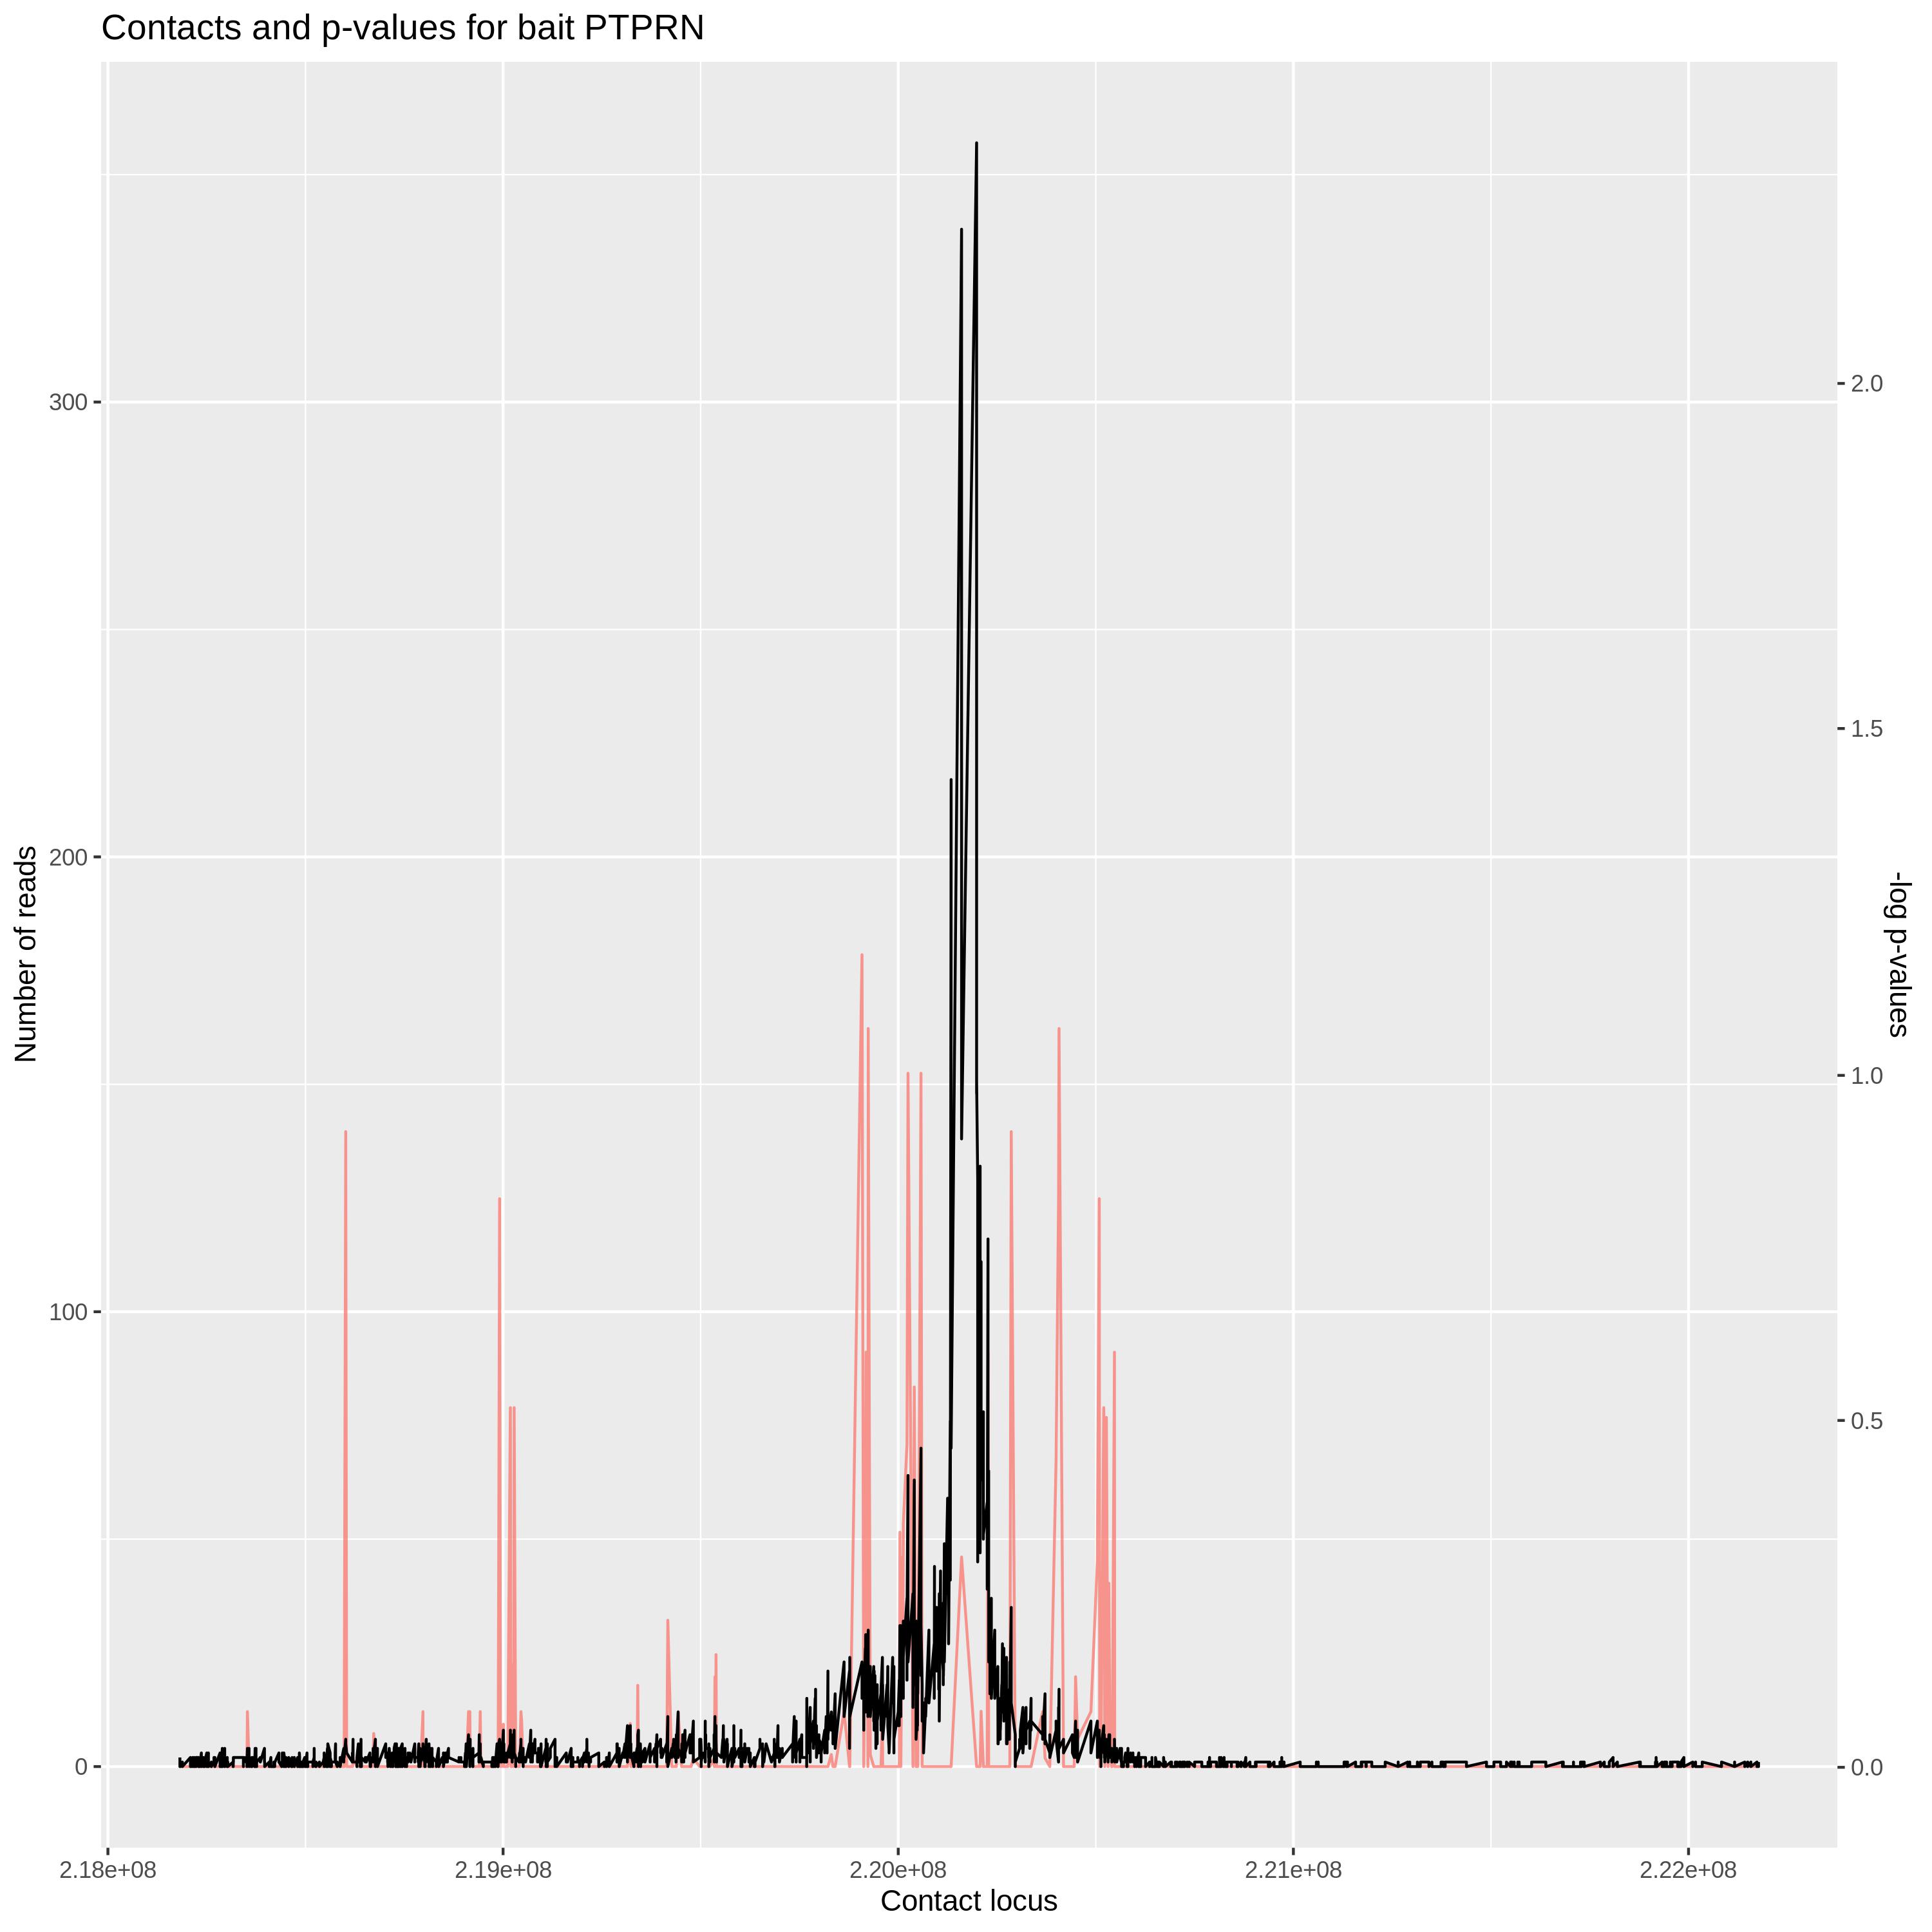 Contacts and p-values for bait PTPRN
300
200
100
0
Number of reads
2.0
1.5
1.0
0.5
0.0
-log p-values
2.18e+08
2.19e+08
2.20e+08
2.21e+08
2.22e+08
Contact locus